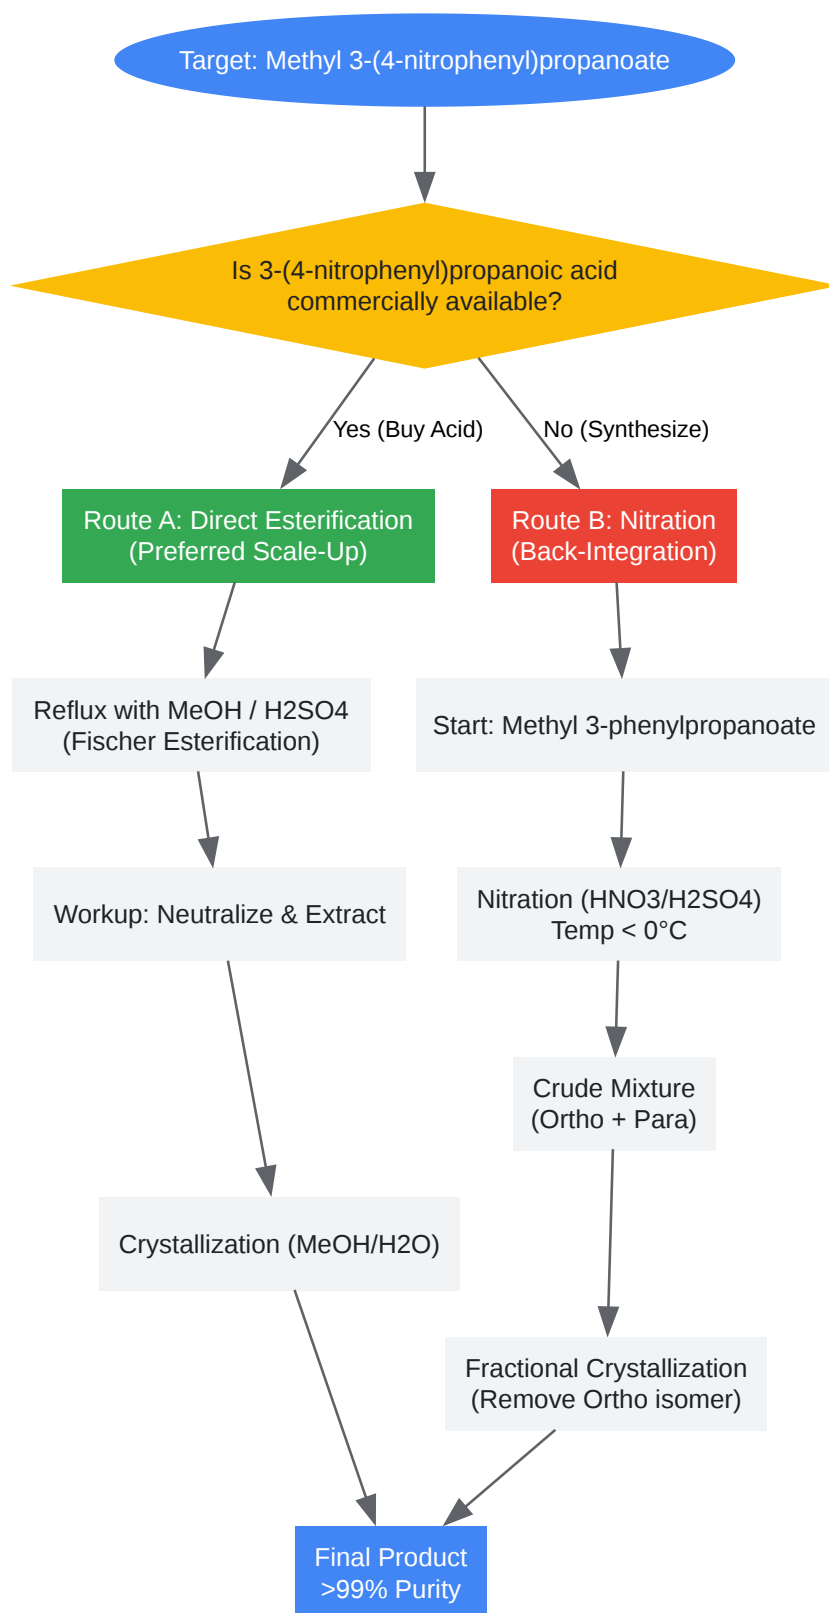 Target: Methyl 3-(4-nitrophenyl)propanoate
Is 3-(4-nitrophenyl)propanoic acid
commercially available?
Yes (Buy Acid)
No (Synthesize)
Route A: Direct Esterification
(Preferred Scale-Up)
Route B: Nitration
(Back-Integration)
Reflux with MeOH / H2SO4
(Fischer Esterification)
Start: Methyl 3-phenylpropanoate
Workup: Neutralize & Extract
Nitration (HNO3/H2SO4)
Temp < 0°C
Crude Mixture
(Ortho + Para)
Crystallization (MeOH/H2O)
Fractional Crystallization
(Remove Ortho isomer)
Final Product
>99% Purity